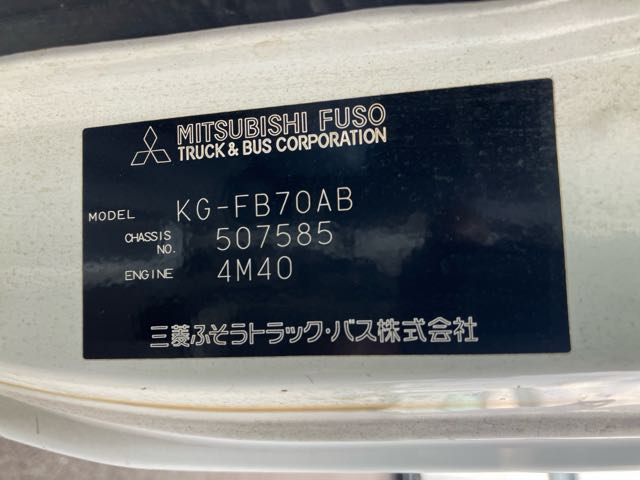 MITSUBISHI FUSO
TRUCK & BUS CORPORATION
MODEL KG-FB70AB
CHASSIS NO. 507585
ENGINE 4M40
三菱ふそうトラック・バス株式会社